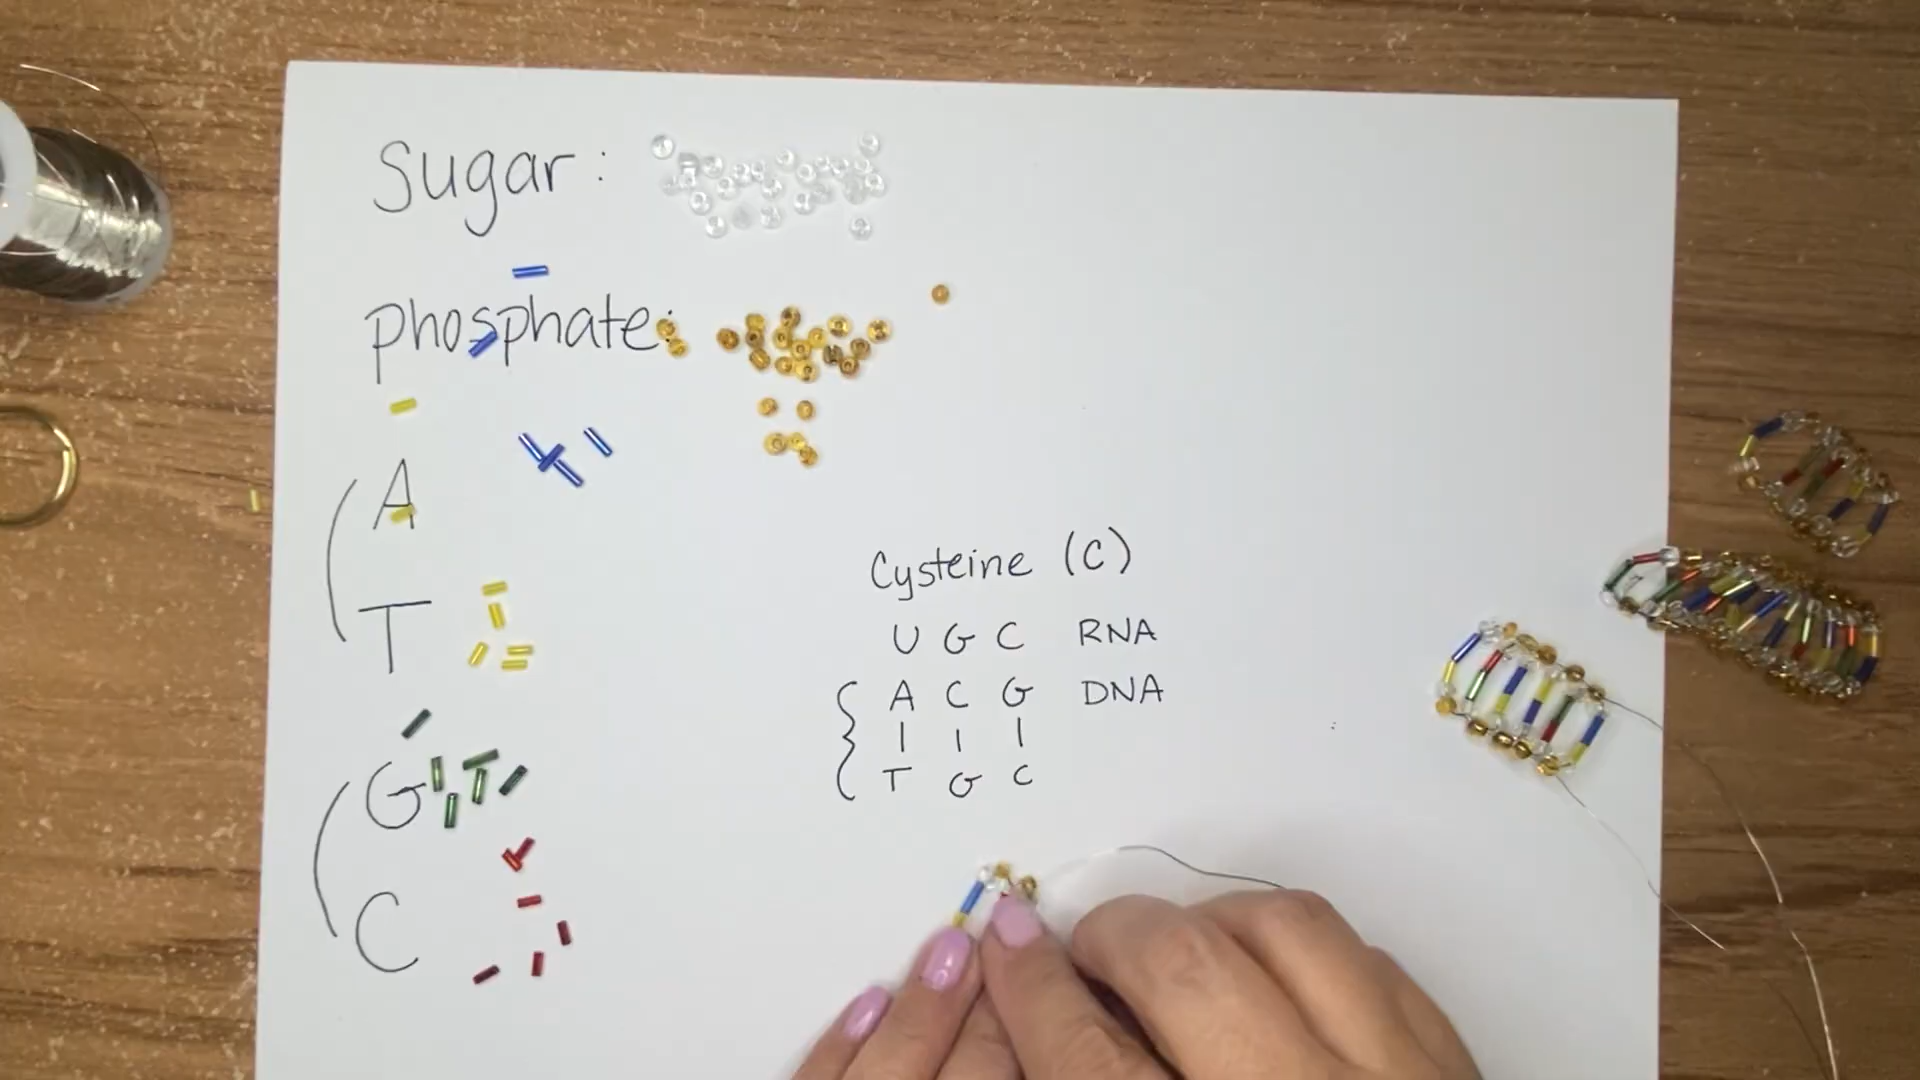 Sugar:
phosphate:
A
T
G
C
Cysteine (C)
U G C RNA
A C G DNA
T G C